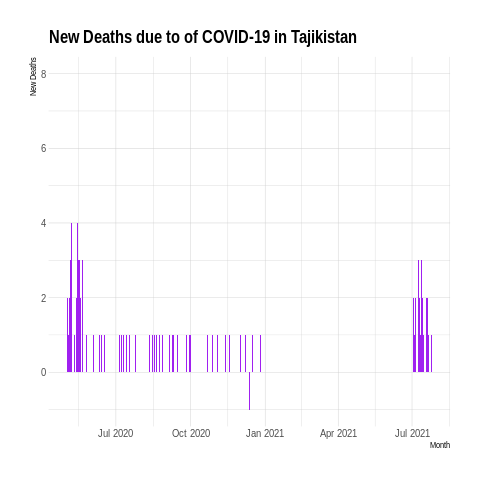 New Deaths due to of COVID-19 in Tajikistan
New Deaths
8
6
4
2
0
Jul 2020 Oct 2020 Jan 2021 Apr 2021 Jul 2021
Month